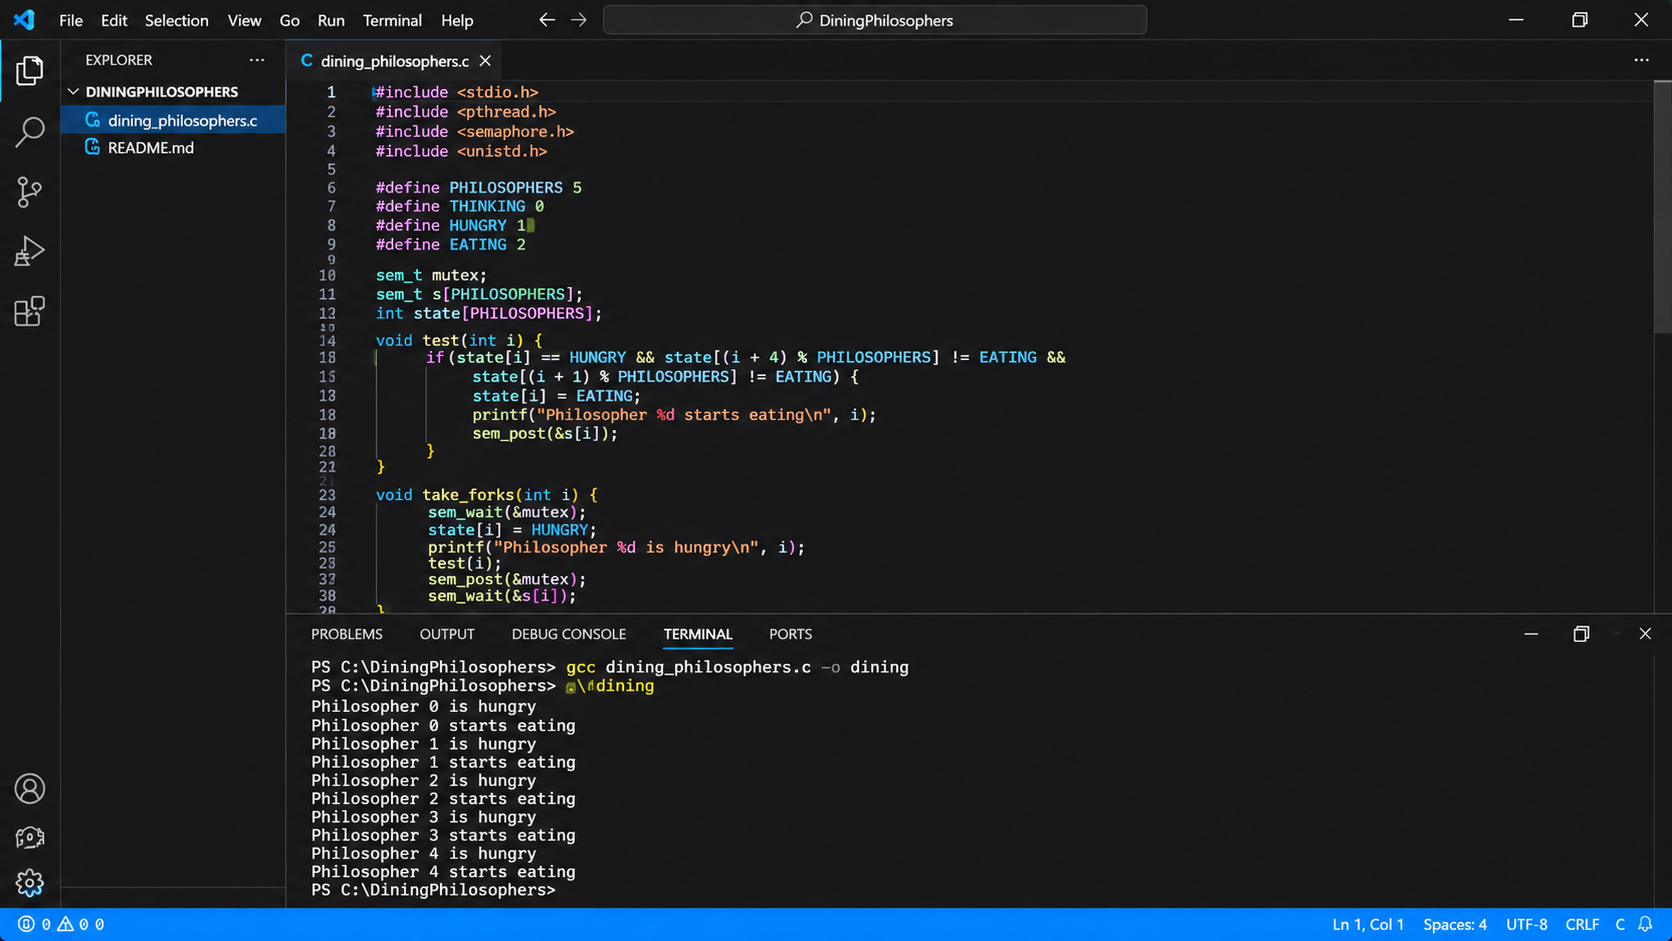 File Edit Selection View Go Run Terminal Help DiningPhilosophers
EXPLORER
DININGPHILOSOPHERS
dining_philosophers.c
README.md
dining_philosophers.c
1 #include <stdio.h>
2 #include <pthread.h>
3 #include <semaphore.h>
4 #include <unistd.h>
5
6 #define PHILOSOPHERS 5
7 #define THINKING 0
8 #define HUNGRY 1
9 #define EATING 2
9
10 sem_t mutex;
11 sem_t s[PHILOSOPHERS];
int state[PHILOSOPHERS];
14 void test(int i) {
if(state[i] == HUNGRY && state[(i + 4) % PHILOSOPHERS] != EATING &&
state[(i + 1) % PHILOSOPHERS] != EATING) {
state[i] = EATING;
18 printf("Philosopher %d starts eating\n", i);
sem_post(&s[i]);
}
21 }
23 void take_forks(int i) {
24 sem_wait(&mutex);
24 state[i] = HUNGRY;
25 printf("Philosopher %d is hungry\n", i);
test(i);
37 sem_post(&mutex);
38 sem_wait(&s[i]);
}
PROBLEMS OUTPUT DEBUG CONSOLE TERMINAL PORTS
PS C:\DiningPhilosophers> gcc dining_philosophers.c -o dining
PS C:\DiningPhilosophers> dining
Philosopher 0 is hungry
Philosopher 0 starts eating
Philosopher 1 is hungry
Philosopher 1 starts eating
Philosopher 2 is hungry
Philosopher 2 starts eating
Philosopher 3 is hungry
Philosopher 3 starts eating
Philosopher 4 is hungry
Philosopher 4 starts eating
PS C:\DiningPhilosophers>
0 0 0 Ln 1, Col 1 Spaces: 4 UTF-8 CRLF C